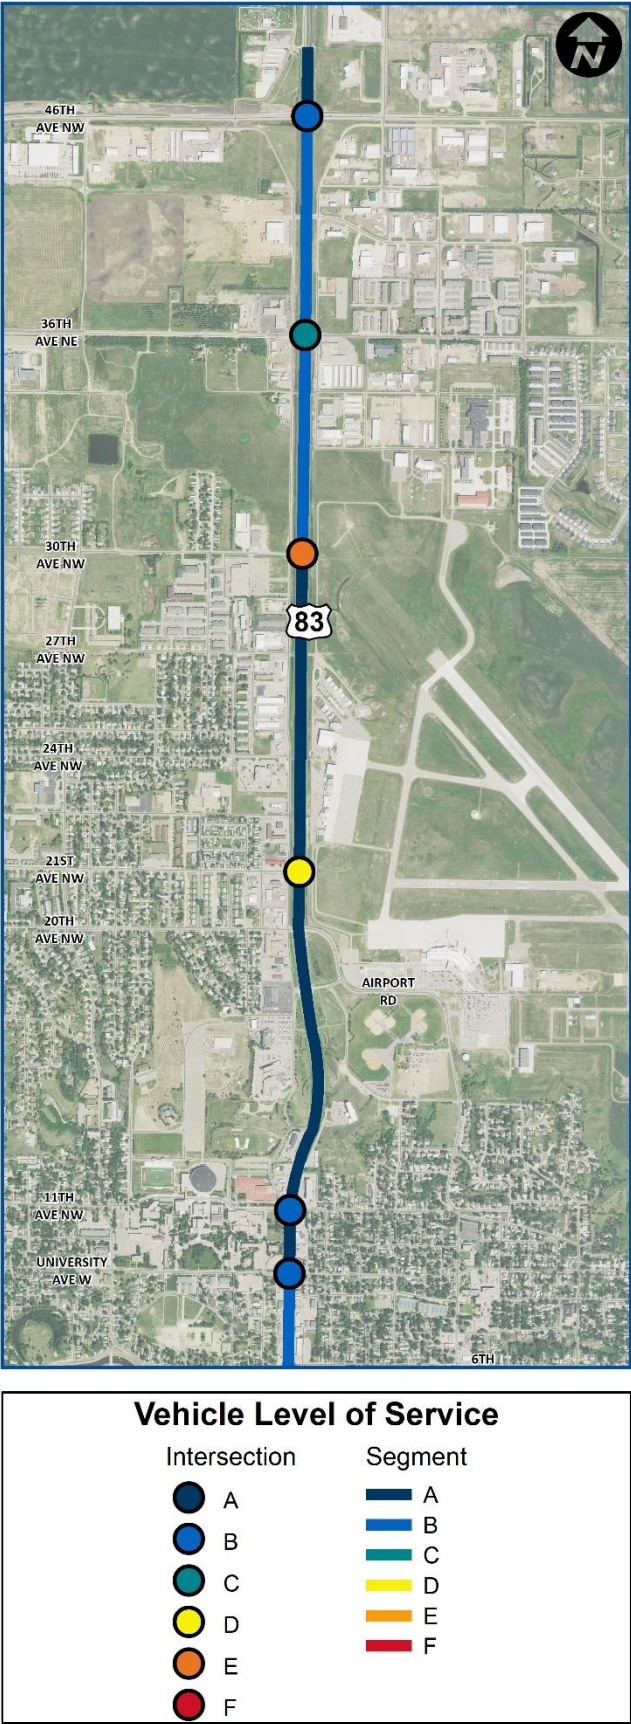 N
46TH
AVE NW
36TH
AVE NE
30TH
AVE NW
83
27TH
AVE NW
24TH
AVE NW
21ST
AVE NW
20TH
AVE NW
AIRPORT
RD
11TH
AVE NW
UNIVERSITY
AVE W
6TH
Vehicle Level of Service
Intersection
A
B
C
D
E
F
Segment
A
B
C
D
E
F